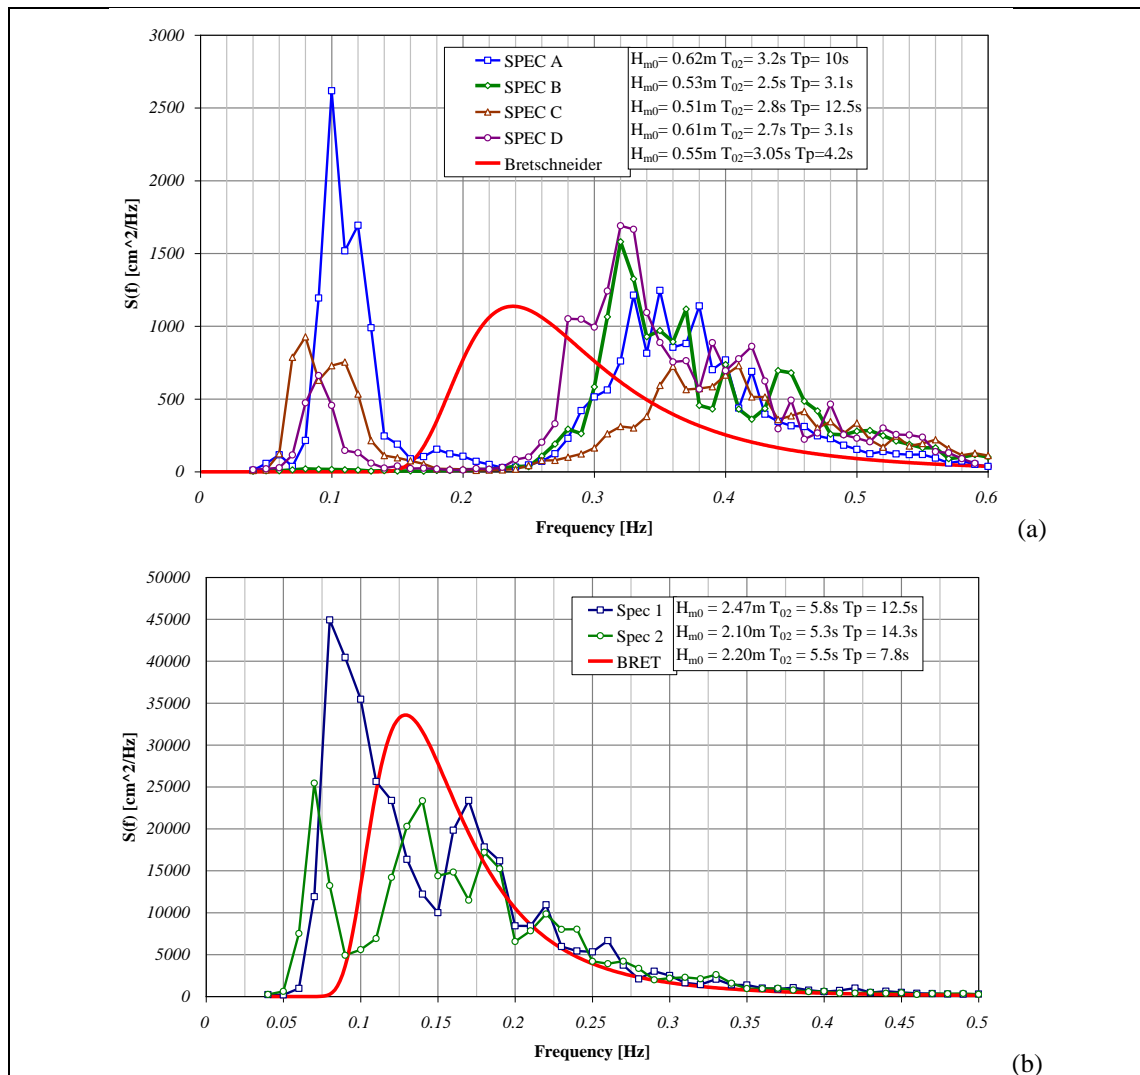 3000
2500
2000
1500
1000
500
0
S(f) [cm^2/Hz]
SPEC A
SPEC B
SPEC C
SPEC D
Bretschneider
Hm0= 0.62m T02= 3.2s Tp= 10s
Hm0= 0.53m T02= 2.5s Tp= 3.1s
Hm0= 0.51m T02= 2.8s Tp= 12.5s
Hm0= 0.61m T02= 2.7s Tp= 3.1s
Hm0= 0.55m T02=3.05s Tp=4.2s
0 0.1 0.2 0.3 0.4 0.5 0.6
Frequency [Hz]
(a)
50000
45000
40000
35000
30000
25000
20000
15000
10000
5000
0
S(f) [cm^2/Hz]
Spec 1
Spec 2
BRET
Hm0 = 2.47m T02 = 5.8s Tp = 12.5s
Hm0 = 2.10m T02 = 5.3s Tp = 14.3s
Hm0 = 2.20m T02 = 5.5s Tp = 7.8s
0 0.05 0.1 0.15 0.2 0.25 0.3 0.35 0.4 0.45 0.5
Frequency [Hz]
(b)